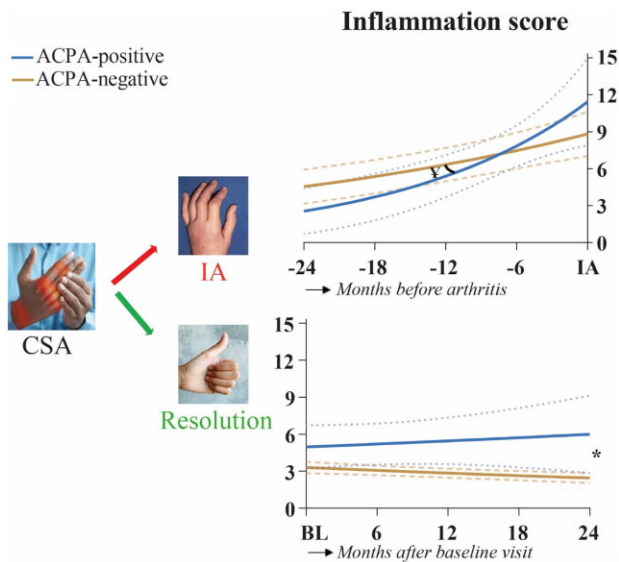 Inflammation score
ACPA-positive
ACPA-negative
15
12
9
6
3
0
¥
-24 -18 -12 -6 IA
Months before arthritis
CSA
IA
Resolution
15
12
9
6
3
0
*
BL 6 12 18 24
Months after baseline visit